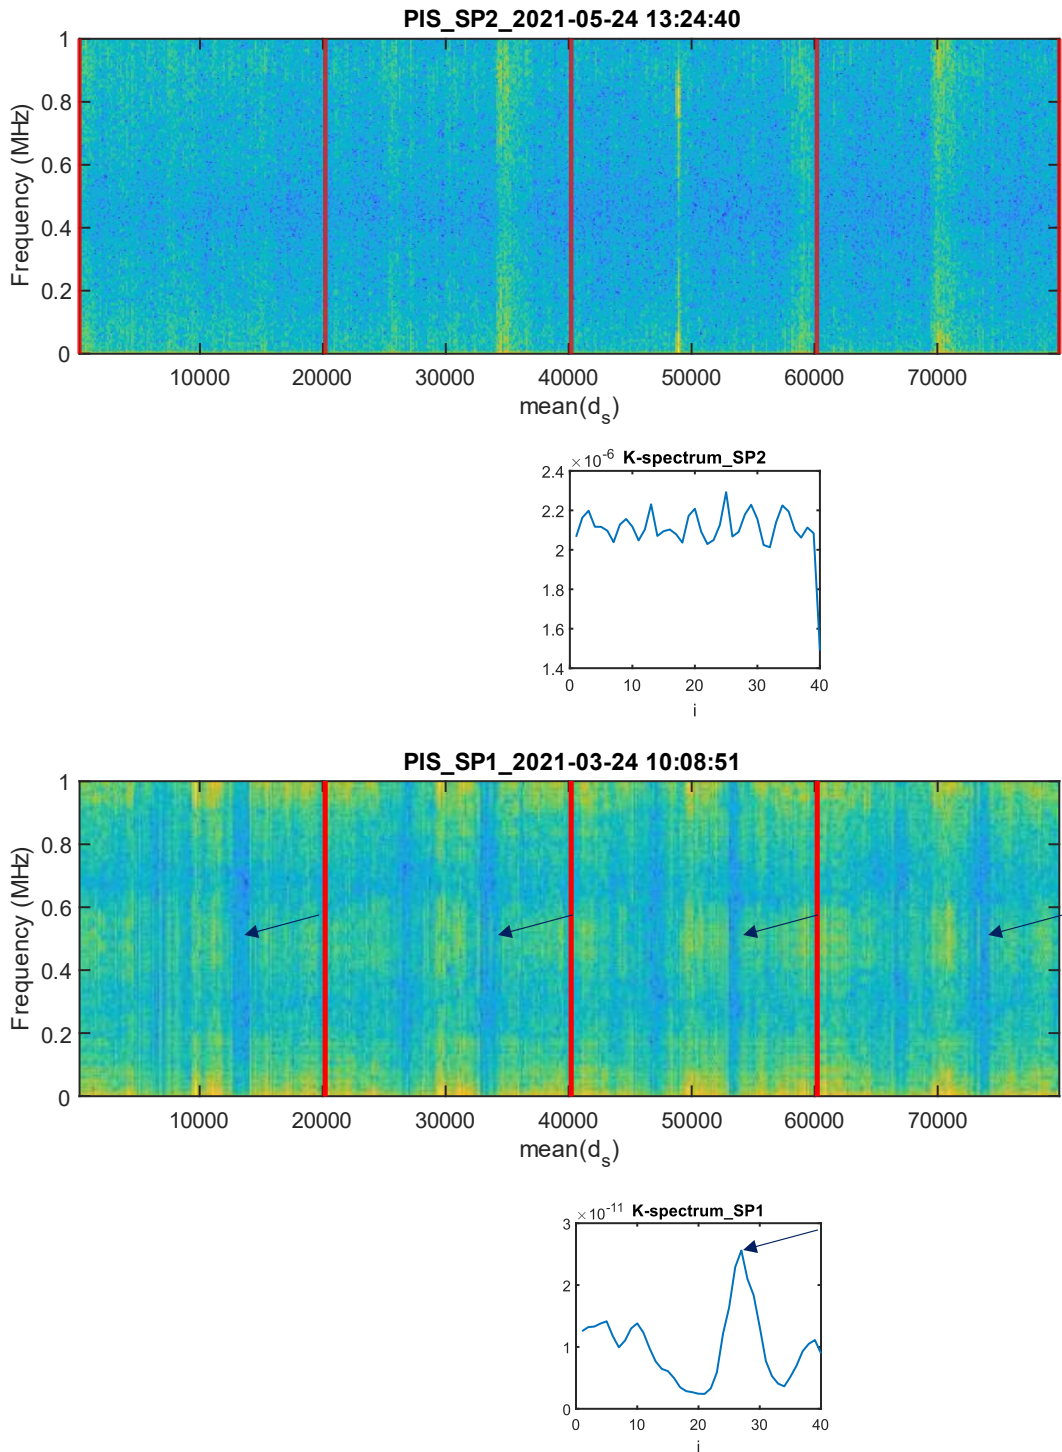 PIS_SP2_2021-05-24 13:24:40
1
0.8
0.6
0.4
0.2
0
Frequency (MHz)
10000 20000 30000 40000 50000 60000 70000
mean(d_s)
×10^-6 K-spectrum_SP2
2.4
2.2
2
1.8
1.6
1.4
0 10 20 30 40
i
PIS_SP1_2021-03-24 10:08:51
1
0.8
0.6
0.4
0.2
0
Frequency (MHz)
10000 20000 30000 40000 50000 60000 70000
mean(d_s)
×10^-11 K-spectrum_SP1
3
2
1
0
0 10 20 30 40
i